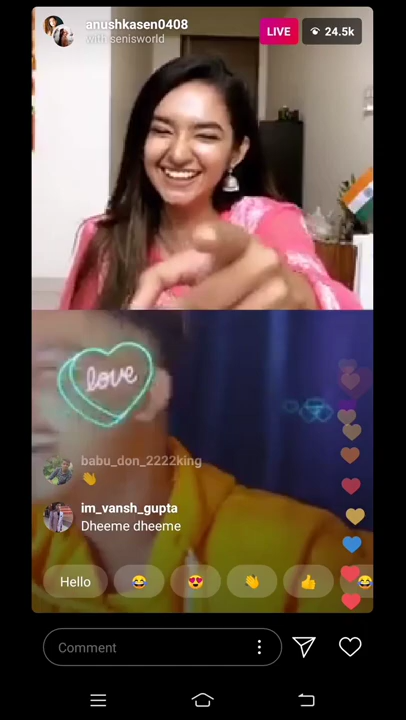 anushkasen0408
with senisworld
LIVE
24.5k
love
babu_don_2222king
👏
im_vansh_gupta
Dheeme dheeme
Hello 😂 😍 👏 👍 😂
Comment